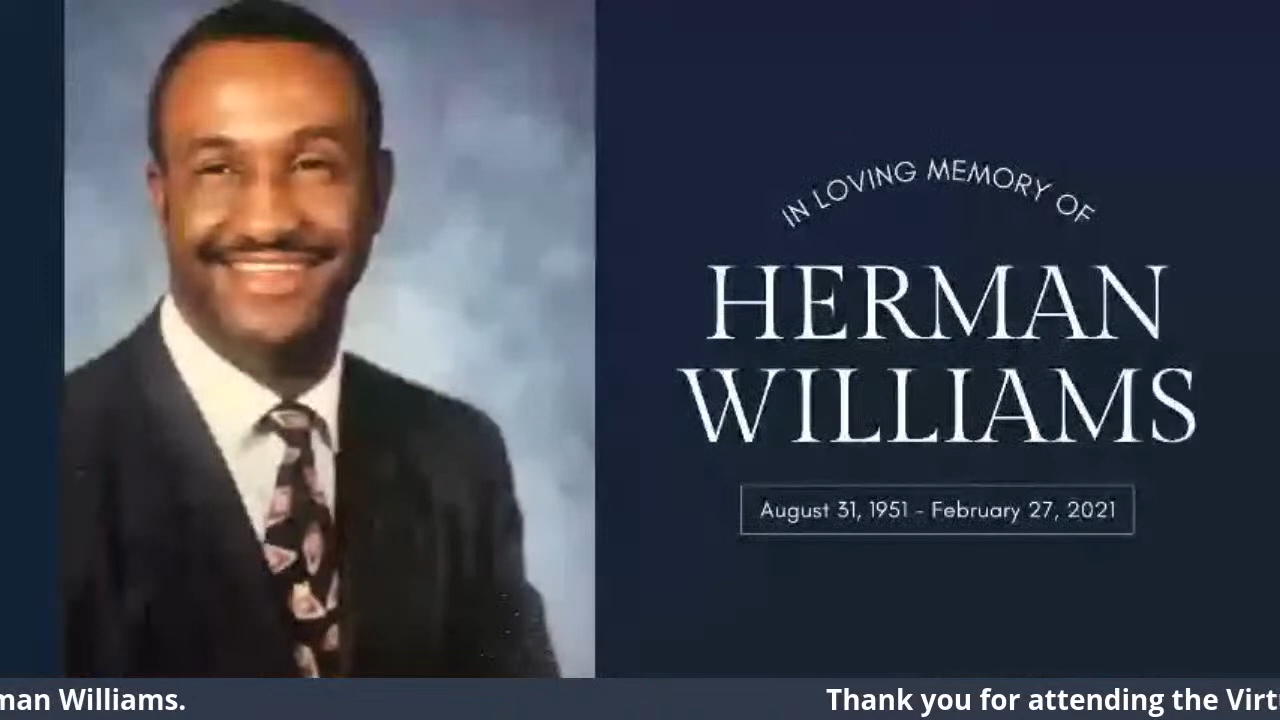 IN LOVING MEMORY OF
HERMAN
WILLIAMS
August 31, 1951 - February 27, 2021
man Williams. Thank you for attending the Virt